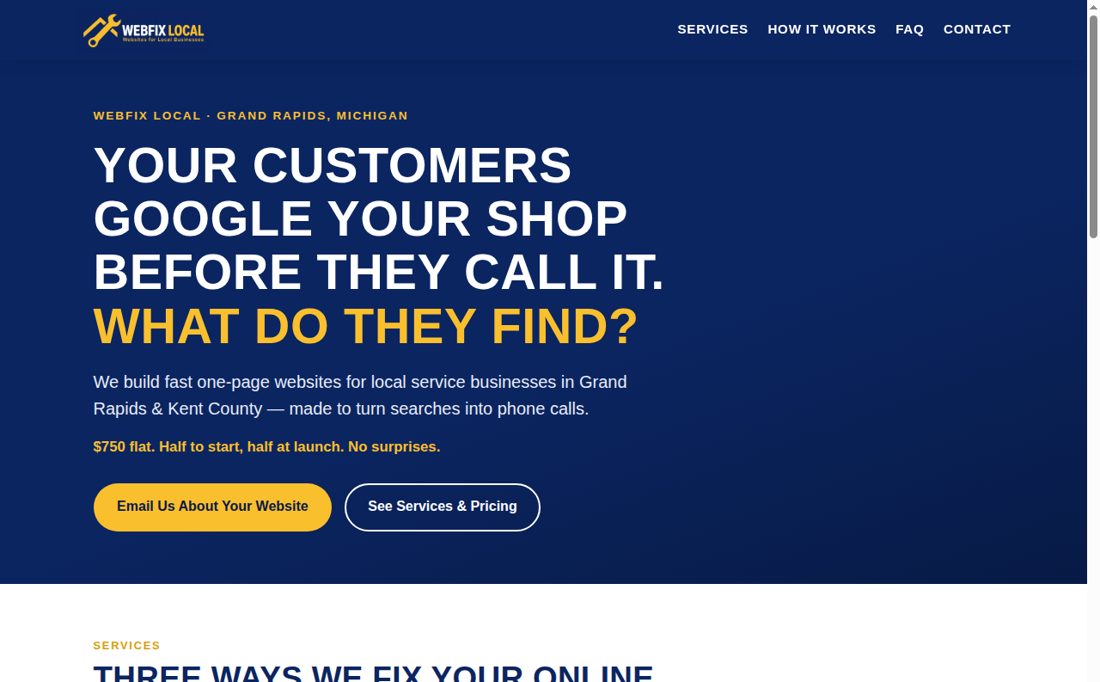 WEBFIX LOCAL
Websites for Local Businesses
SERVICES HOW IT WORKS FAQ CONTACT
WEBFIX LOCAL · GRAND RAPIDS, MICHIGAN
YOUR CUSTOMERS
GOOGLE YOUR SHOP
BEFORE THEY CALL IT.
WHAT DO THEY FIND?
We build fast one-page websites for local service businesses in Grand
Rapids & Kent County — made to turn searches into phone calls.
$750 flat. Half to start, half at launch. No surprises.
Email Us About Your Website See Services & Pricing
SERVICES
THREE WAYS WE FIX YOUR ONLINE